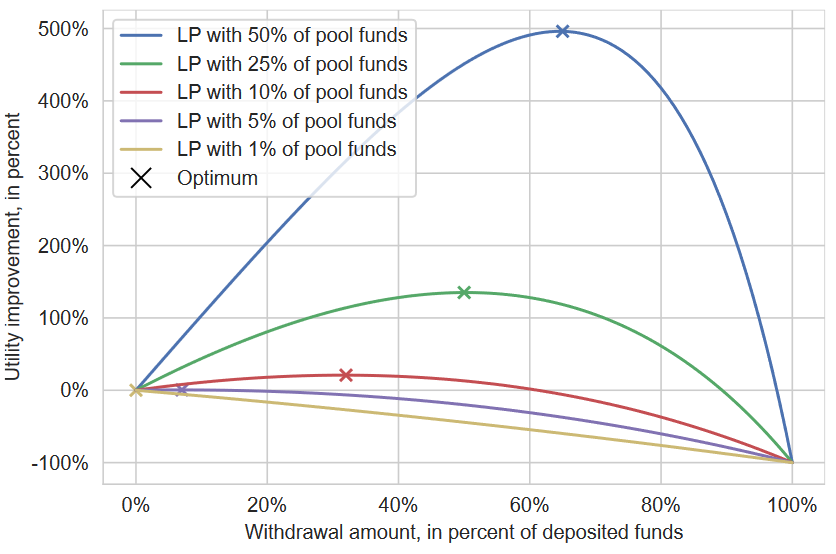 Utility improvement, in percent
500%
400%
300%
200%
100%
0%
-100%
LP with 50% of pool funds
LP with 25% of pool funds
LP with 10% of pool funds
LP with 5% of pool funds
LP with 1% of pool funds
Optimum
0%
20%
40%
60%
80%
100%
Withdrawal amount, in percent of deposited funds